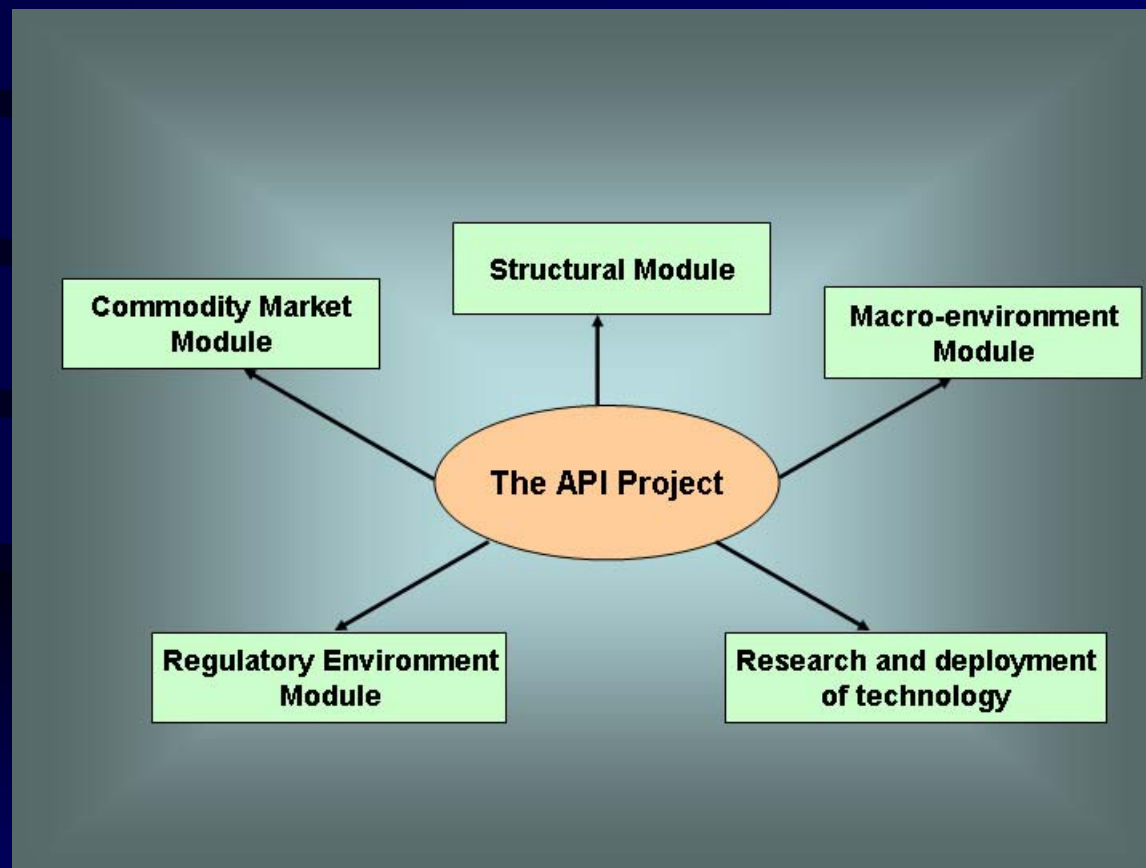 Structural Module
Commodity Market
Module
Macro-environment
Module
The API Project
Regulatory Environment
Module
Research and deployment
of technology